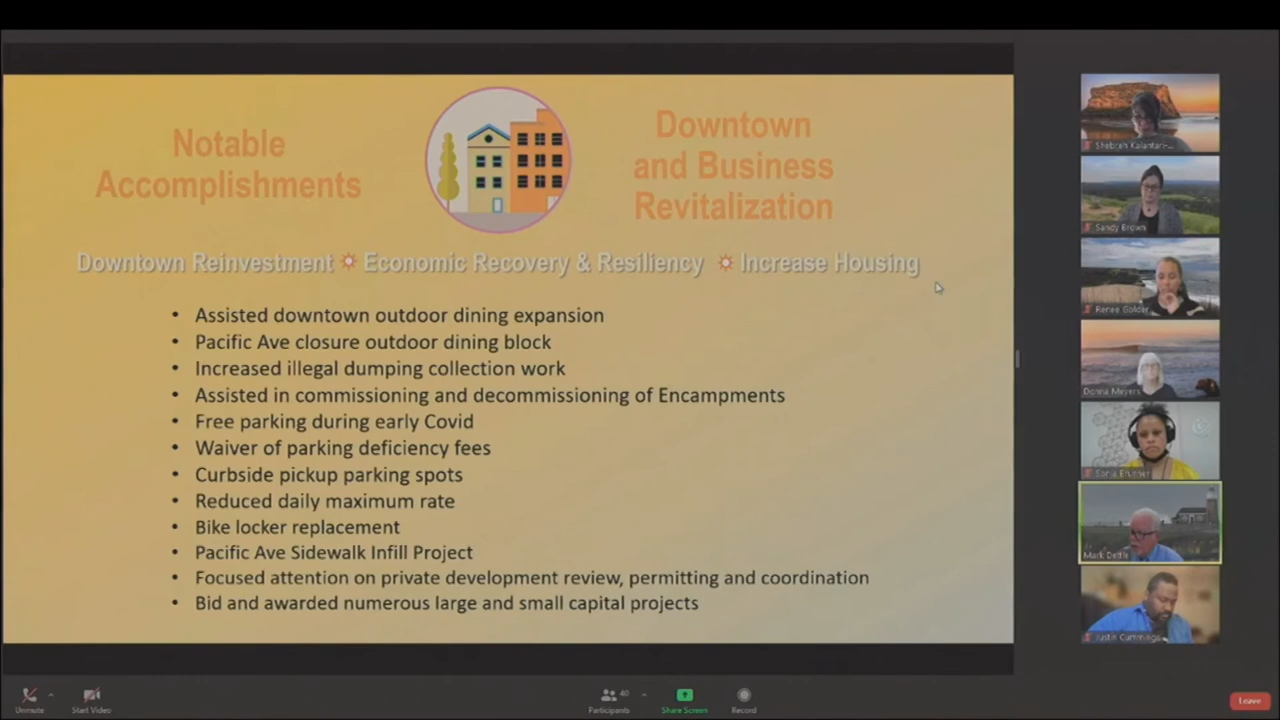 Notable
Accomplishments
Downtown
and Business
Revitalization
Downtown Reinvestment
Economic Recovery & Resiliency
Increase Housing
• Assisted downtown outdoor dining expansion
• Pacific Ave closure outdoor dining block
• Increased illegal dumping collection work
• Assisted in commissioning and decommissioning of Encampments
• Free parking during early Covid
• Waiver of parking deficiency fees
• Curbside pickup parking spots
• Reduced daily maximum rate
• Bike locker replacement
• Pacific Ave Sidewalk Infill Project
• Focused attention on private development review, permitting and coordination
• Bid and awarded numerous large and small capital projects
Shebreh Kalantari-...
Sandy Brown
Renee Golder
Donna Meyers
Sonja Brunner
Mark Dettle
Justin Cummings
Unmute
Start Video
40
Participants
Share Screen
Record
Leave